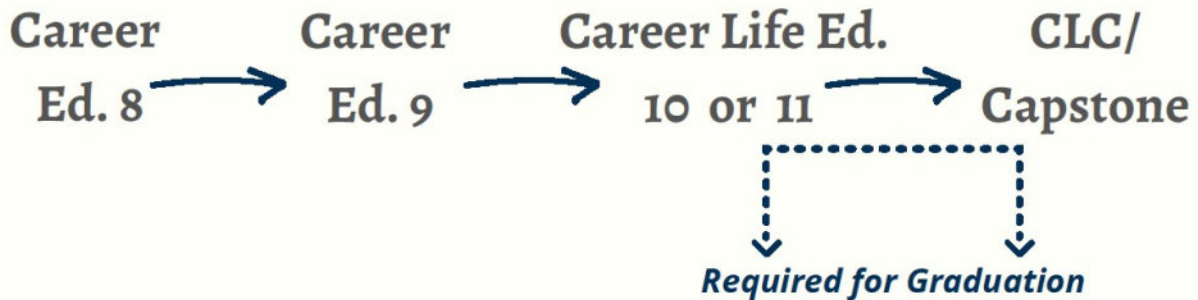 Career
Ed. 8
Career
Ed. 9
Career Life Ed.
10 or 11
CLC/
Capstone
Required for Graduation